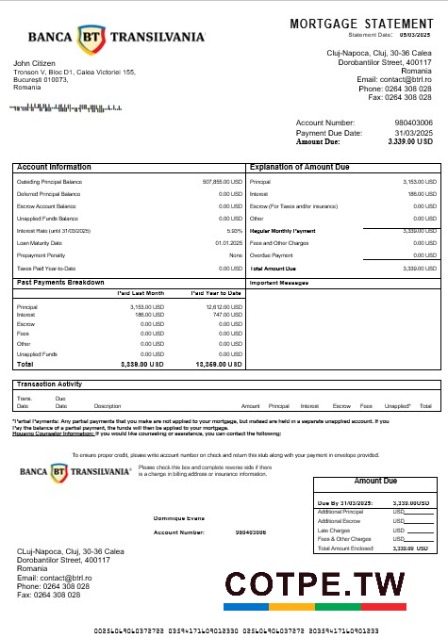 BANCA BT TRANSILVANIA
MORTGAGE STATEMENT
Statement Date: 05/03/2025
Cluj-Napoca, Cluj, 30-36 Calea
Dorobantilor Street, 400117
Romania
Email: contact@btrl.ro
Phone: 0264 308 028
Fax: 0264 308 028
John Citizen
Tronson V, Bloc D1, Calea Victoriei 155,
București 010073,
Romania
Account Number: 980403006
Payment Due Date: 31/03/2025
Amount Due: 3,339.00 USD
Account Information
Outstanding Principal Balance 507,855.00 USD
Deferred Principal Balance 0.00 USD
Escrow Account Balance 0.00 USD
Unapplied Funds Balance 0.00 USD
Interest Rate (until 31/03/2025) 5.93%
Loan Maturity Date 01.01.2025
Prepayment Penalty None
Taxes Paid Year-to-Date 0.00 USD
Explanation of Amount Due
Principal 3,153.00 USD
Interest 186.00 USD
Escrow (For Taxes and/or insurance) 0.00 USD
Other 0.00 USD
Regular Monthly Payment 3,339.00 USD
Fees and Other Charges 0.00 USD
Overdue Payment 0.00 USD
Total Amount Due 3,339.00 USD
Past Payments Breakdown
Paid Last Month Paid Year to Date
Principal 3,153.00 USD 12,612.00 USD
Interest 186.00 USD 747.00 USD
Escrow 0.00 USD 0.00 USD
Fees 0.00 USD 0.00 USD
Other 0.00 USD 0.00 USD
Unapplied Funds 0.00 USD 0.00 USD
Total 3,339.00 USD 13,359.00 USD
Important Messages
Transaction Activity
Trans. Date Due Date Description Amount Principal Interest Escrow Fees Unapplied* Total
*Partial Payments: Any partial payments that you make are not applied to your mortgage, but instead are held in a separate unapplied account. If you
Pay the balance of a partial payment, the funds will then be applied to your mortgage.
Housing Counselor Information: If you would like counseling or assistance, you can contact the following:
To ensure proper credit, please write account number on check and return this stub along with your payment in envelope provided.
BANCA BT TRANSILVANIA
Please check this box and complete reverse side if there
is a change in billing address or insurance information.
Amount Due
Due By 31/03/2025: 3,339.00USD
Additional Principal USD
Additional Escrow USD
Late Charges USD
Fees & Other Charges USD
Total Amount Enclosed 3,339.00 USD
Dominique Evans
Account Number: 980403006
CLuj-Napoca, Cluj, 30-36 Calea
Dorobantilor Street, 400117
Romania
Email: contact@btrl.ro
Phone: 0264 308 028
Fax: 0264 308 028
COTPE.TW